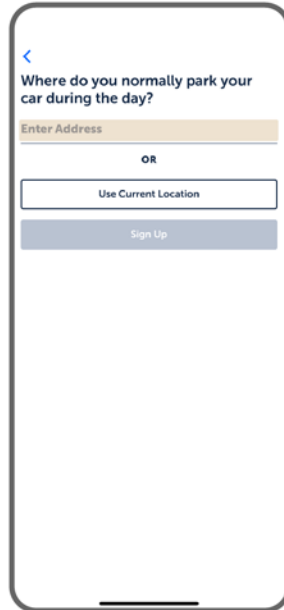 Where do you normally park your
car during the day?
Enter Address
OR
Use Current Location
Sign Up